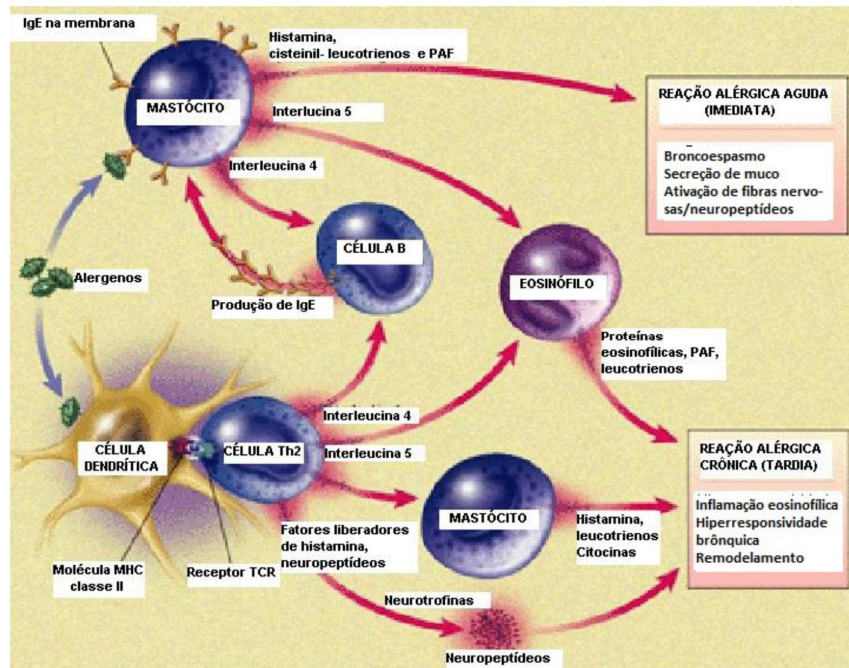 IgE na membrana
Histamina,
cisteinil- leucotrienos e PAF
MASTÓCITO
Interlucina 5
Interleucina 4
REAÇÃO ALÉRGICA AGUDA
(IMEDIATA)
Broncoespasmo
Secreção de muco
Ativação de fibras nervo-
sas/neuropeptídeos
CÉLULA B
EOSINÓFILO
Alergenos
Produção de IgE
Proteínas
eosinofílicas, PAF,
leucotrienos
Interleucina 4
Interleucina 5
CÉLULA
DENDRÍTICA
CÉLULA Th2
REAÇÃO ALÉRGICA
CRÔNICA (TARDIA)
Inflamação eosinofílica
Hiperresponsividade
brônquica
Remodelamento
MASTÓCITO
Histamina,
leucotrienos
Citocinas
Fatores liberadores
de histamina,
neuropeptídeos
Molécula MHC
classe II
Receptor TCR
Neurotrofinas
Neuropeptídeos